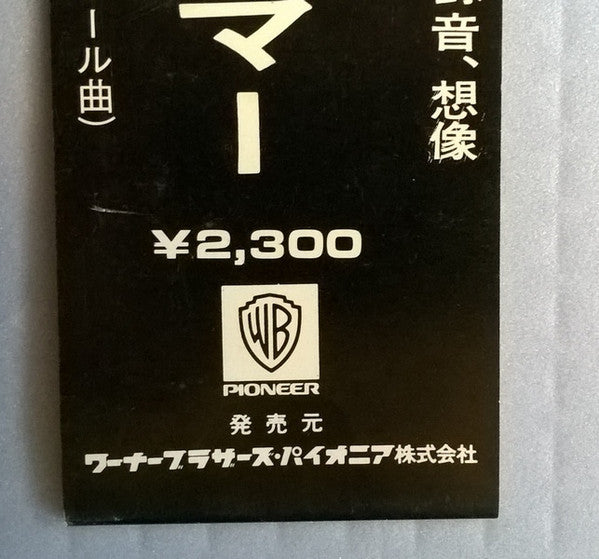 録音、想像
マー
ール曲)
¥2,300
WB
PIONEER
発売元
ワーナーブラザーズ・パイオニア株式会社